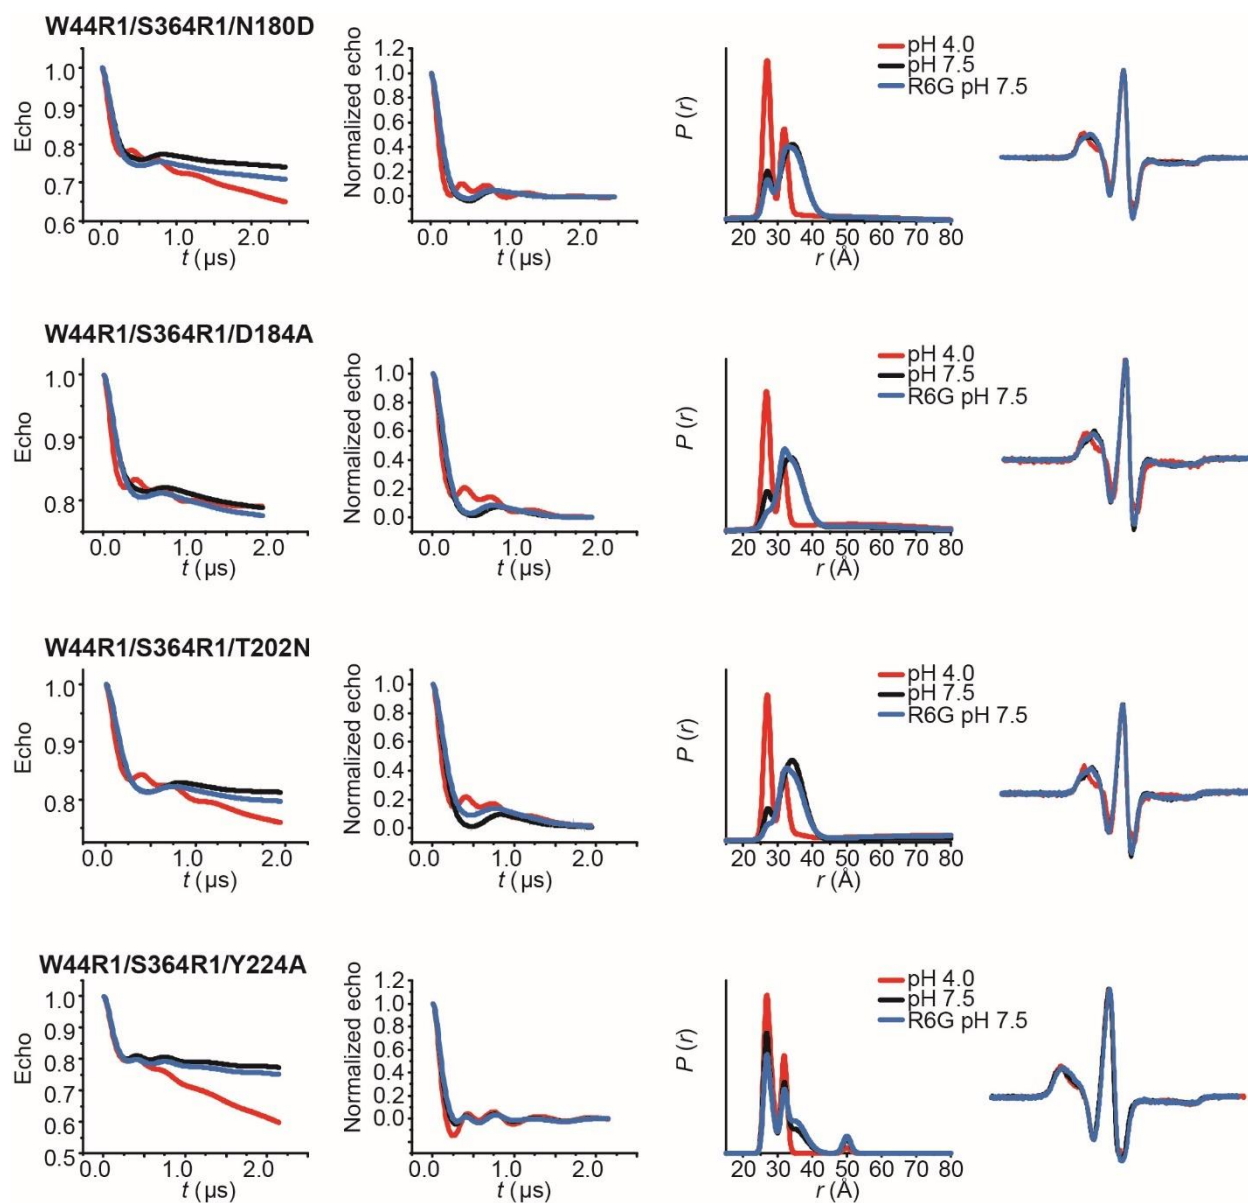 W44R1/S364R1/N180D
Echo
1.0
0.9
0.8
0.7
0.6
0.0 1.0 2.0
t (µs)
Normalized echo
1.2
1.0
0.8
0.6
0.4
0.2
0.0
0.0 1.0 2.0
t (µs)
P (r)
pH 4.0
pH 7.5
R6G pH 7.5
20 30 40 50 60 70 80
r (Å)
W44R1/S364R1/D184A
Echo
1.0
0.9
0.8
0.0 1.0 2.0
t (µs)
Normalized echo
1.0
0.8
0.6
0.4
0.2
0.0
0.0 1.0 2.0
t (µs)
P (r)
pH 4.0
pH 7.5
R6G pH 7.5
20 30 40 50 60 70 80
r (Å)
W44R1/S364R1/T202N
Echo
1.0
0.9
0.8
0.0 1.0 2.0
t (µs)
Normalized echo
1.0
0.8
0.6
0.4
0.2
0.0
0.0 1.0 2.0
t (µs)
P (r)
pH 4.0
pH 7.5
R6G pH 7.5
20 30 40 50 60 70 80
r (Å)
W44R1/S364R1/Y224A
Echo
1.0
0.9
0.8
0.7
0.6
0.5
0.0 1.0 2.0
t (µs)
Normalized echo
1.2
1.0
0.8
0.6
0.4
0.2
0.0
0.0 1.0 2.0
t (µs)
P (r)
pH 4.0
pH 7.5
R6G pH 7.5
20 30 40 50 60 70 80
r (Å)